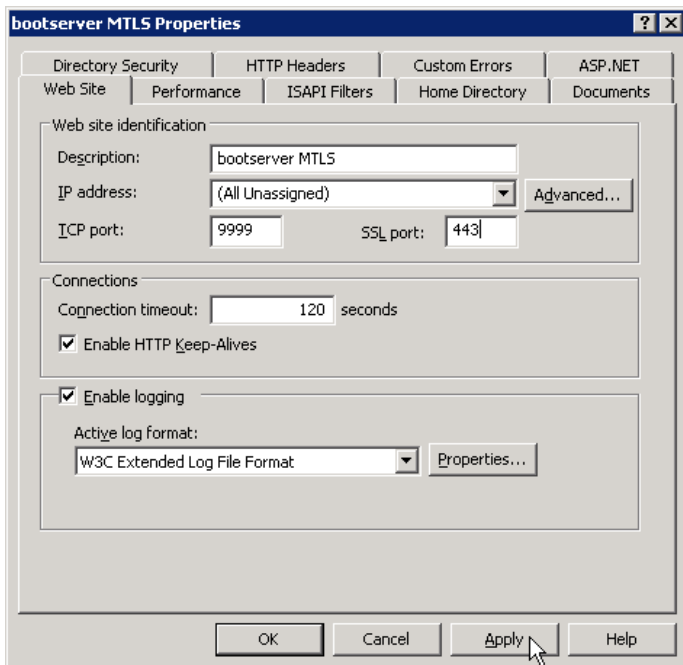 bootserver MTLS Properties
Directory Security HTTP Headers Custom Errors ASP.NET
Web Site Performance ISAPI Filters Home Directory Documents
Web site identification
Description: bootserver MTLS
IP address: (All Unassigned) Advanced...
TCP port: 9999 SSL port: 443
Connections
Connection timeout: 120 seconds
Enable HTTP Keep-Alives
Enable logging
Active log format:
W3C Extended Log File Format Properties...
OK Cancel Apply Help